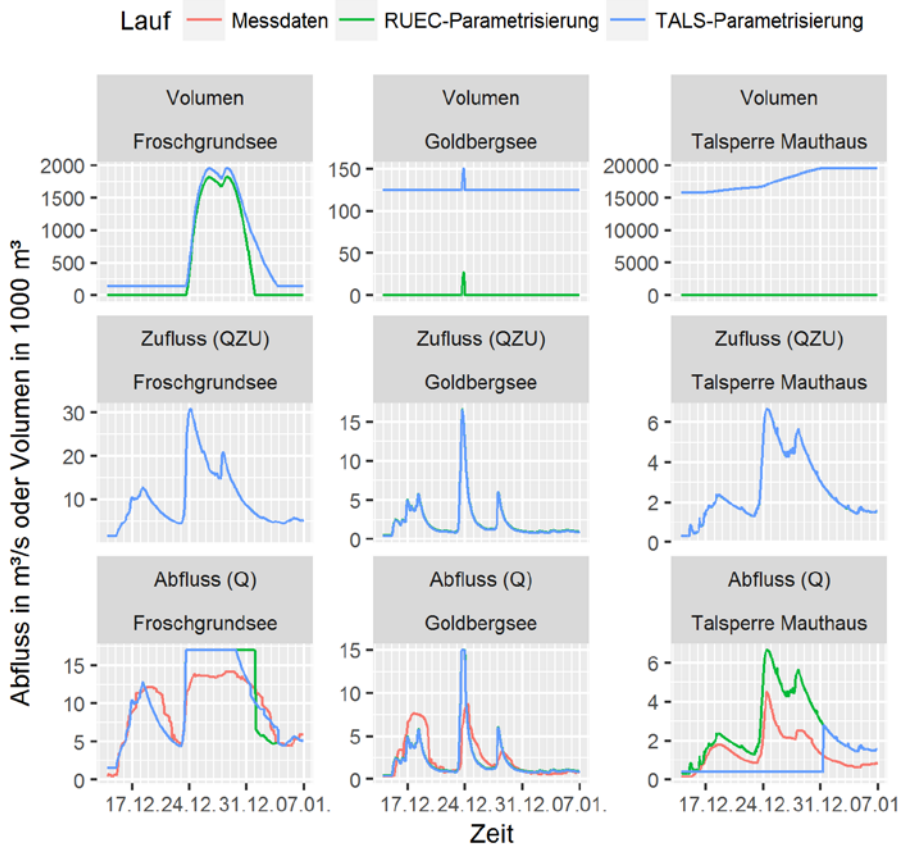 Lauf Messdaten RUEC-Parametrisierung TALS-Parametrisierung
Volumen Volumen Volumen
Froschgrundsee Goldbergsee Talsperre Mauthaus
2000 150 20000
1500 100 15000
1000 10000
500 50 5000
0 0 0
Zufluss (QZU) Zufluss (QZU) Zufluss (QZU)
Froschgrundsee Goldbergsee Talsperre Mauthaus
30 15 6
20 10 4
10 5 2
0 0
Abfluss (Q) Abfluss (Q) Abfluss (Q)
Froschgrundsee Goldbergsee Talsperre Mauthaus
15 15 6
10 10 4
5 5 2
0 0 0
17.12. 24.12. 31.12. 07.01. 17.12. 24.12. 31.12. 07.01. 17.12. 24.12. 31.12. 07.01.
Zeit
Abfluss in m³/s oder Volumen in 1000 m³